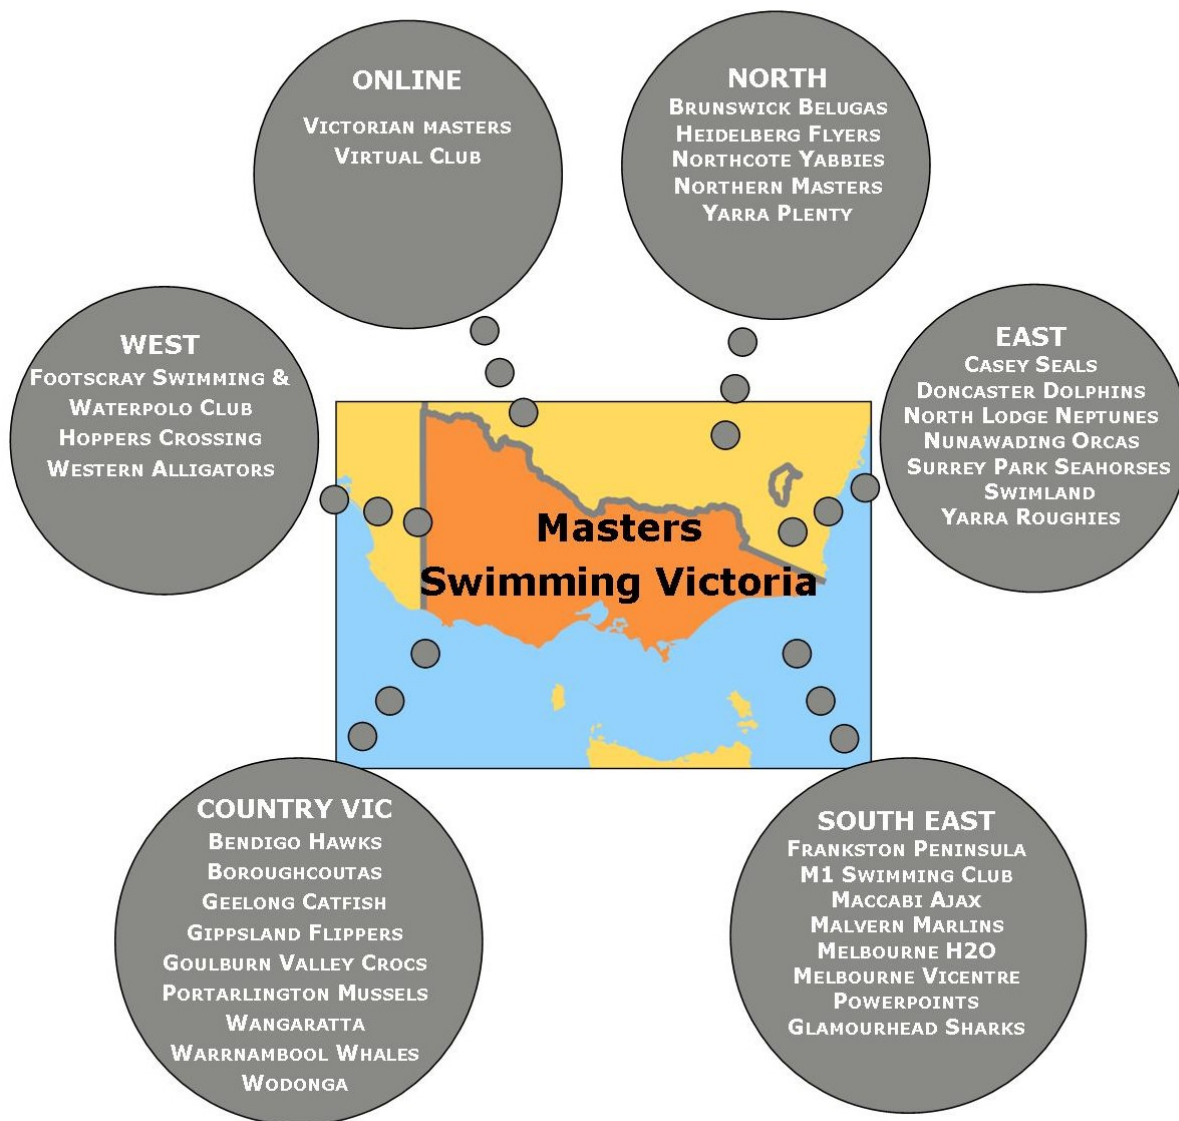 ONLINE
VICTORIAN MASTERS
VIRTUAL CLUB
NORTH
BRUNSWICK BELUGAS
HEIDELBERG FLYERS
NORTHCOTE YABBIES
NORTHERN MASTERS
YARRA PLENTY
WEST
FOOTSCRAY SWIMMING &
WATERPOLO CLUB
HOPPERS CROSSING
WESTERN ALLIGATORS
EAST
CASEY SEALS
DONCASTER DOLPHINS
NORTH LODGE NEPTUNES
NUNAWADING ORCAS
SURREY PARK SEAHORSES
SWIMLAND
YARRA ROUGHIES
Masters
Swimming Victoria
COUNTRY VIC
BENDIGO HAWKS
BOROUGHCOUTAS
GEELONG CATFISH
GIPPSLAND FLIPPERS
GOULBURN VALLEY CROCS
PORTARLINGTON MUSSELS
WANGARATTA
WARRNAMBOOL WHALES
WODONGA
SOUTH EAST
FRANKSTON PENINSULA
M1 SWIMMING CLUB
MACCABI AJAX
MALVERN MARLINS
MELBOURNE H2O
MELBOURNE VICENTRE
POWERPOINTS
GLAMOURHEAD SHARKS